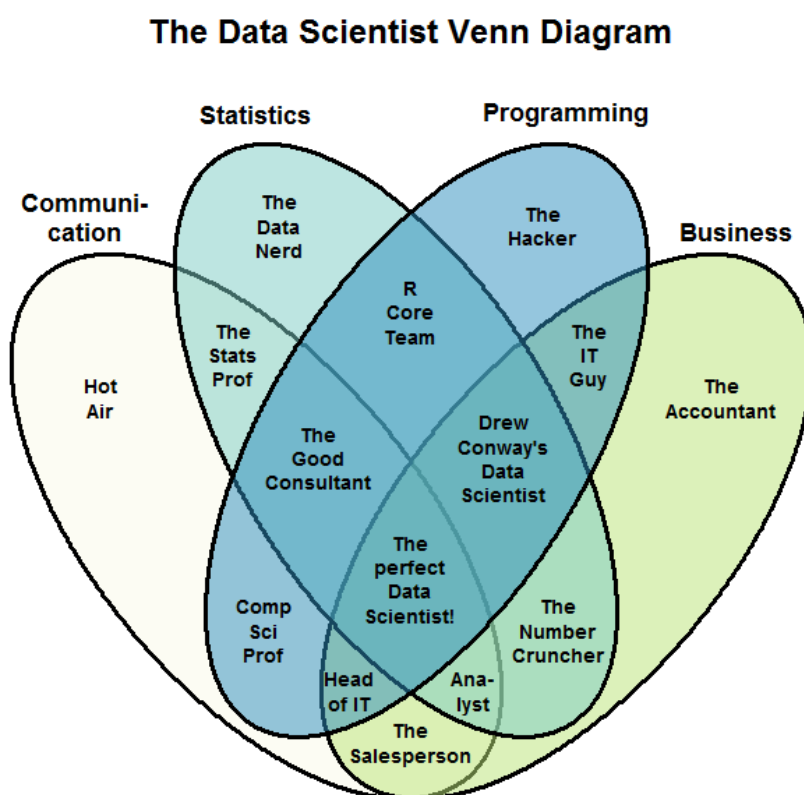 The Data Scientist Venn Diagram
Statistics
Programming
Communi-
cation
Business
The
Data
Nerd
The
Hacker
R
Core
Team
The
Stats
Prof
The
IT
Guy
Hot
Air
The
Accountant
The
Good
Consultant
Drew
Conway's
Data
Scientist
The
perfect
Data
Scientist!
Comp
Sci
Prof
The
Number
Cruncher
Head
of IT
Ana-
lyst
The
Salesperson